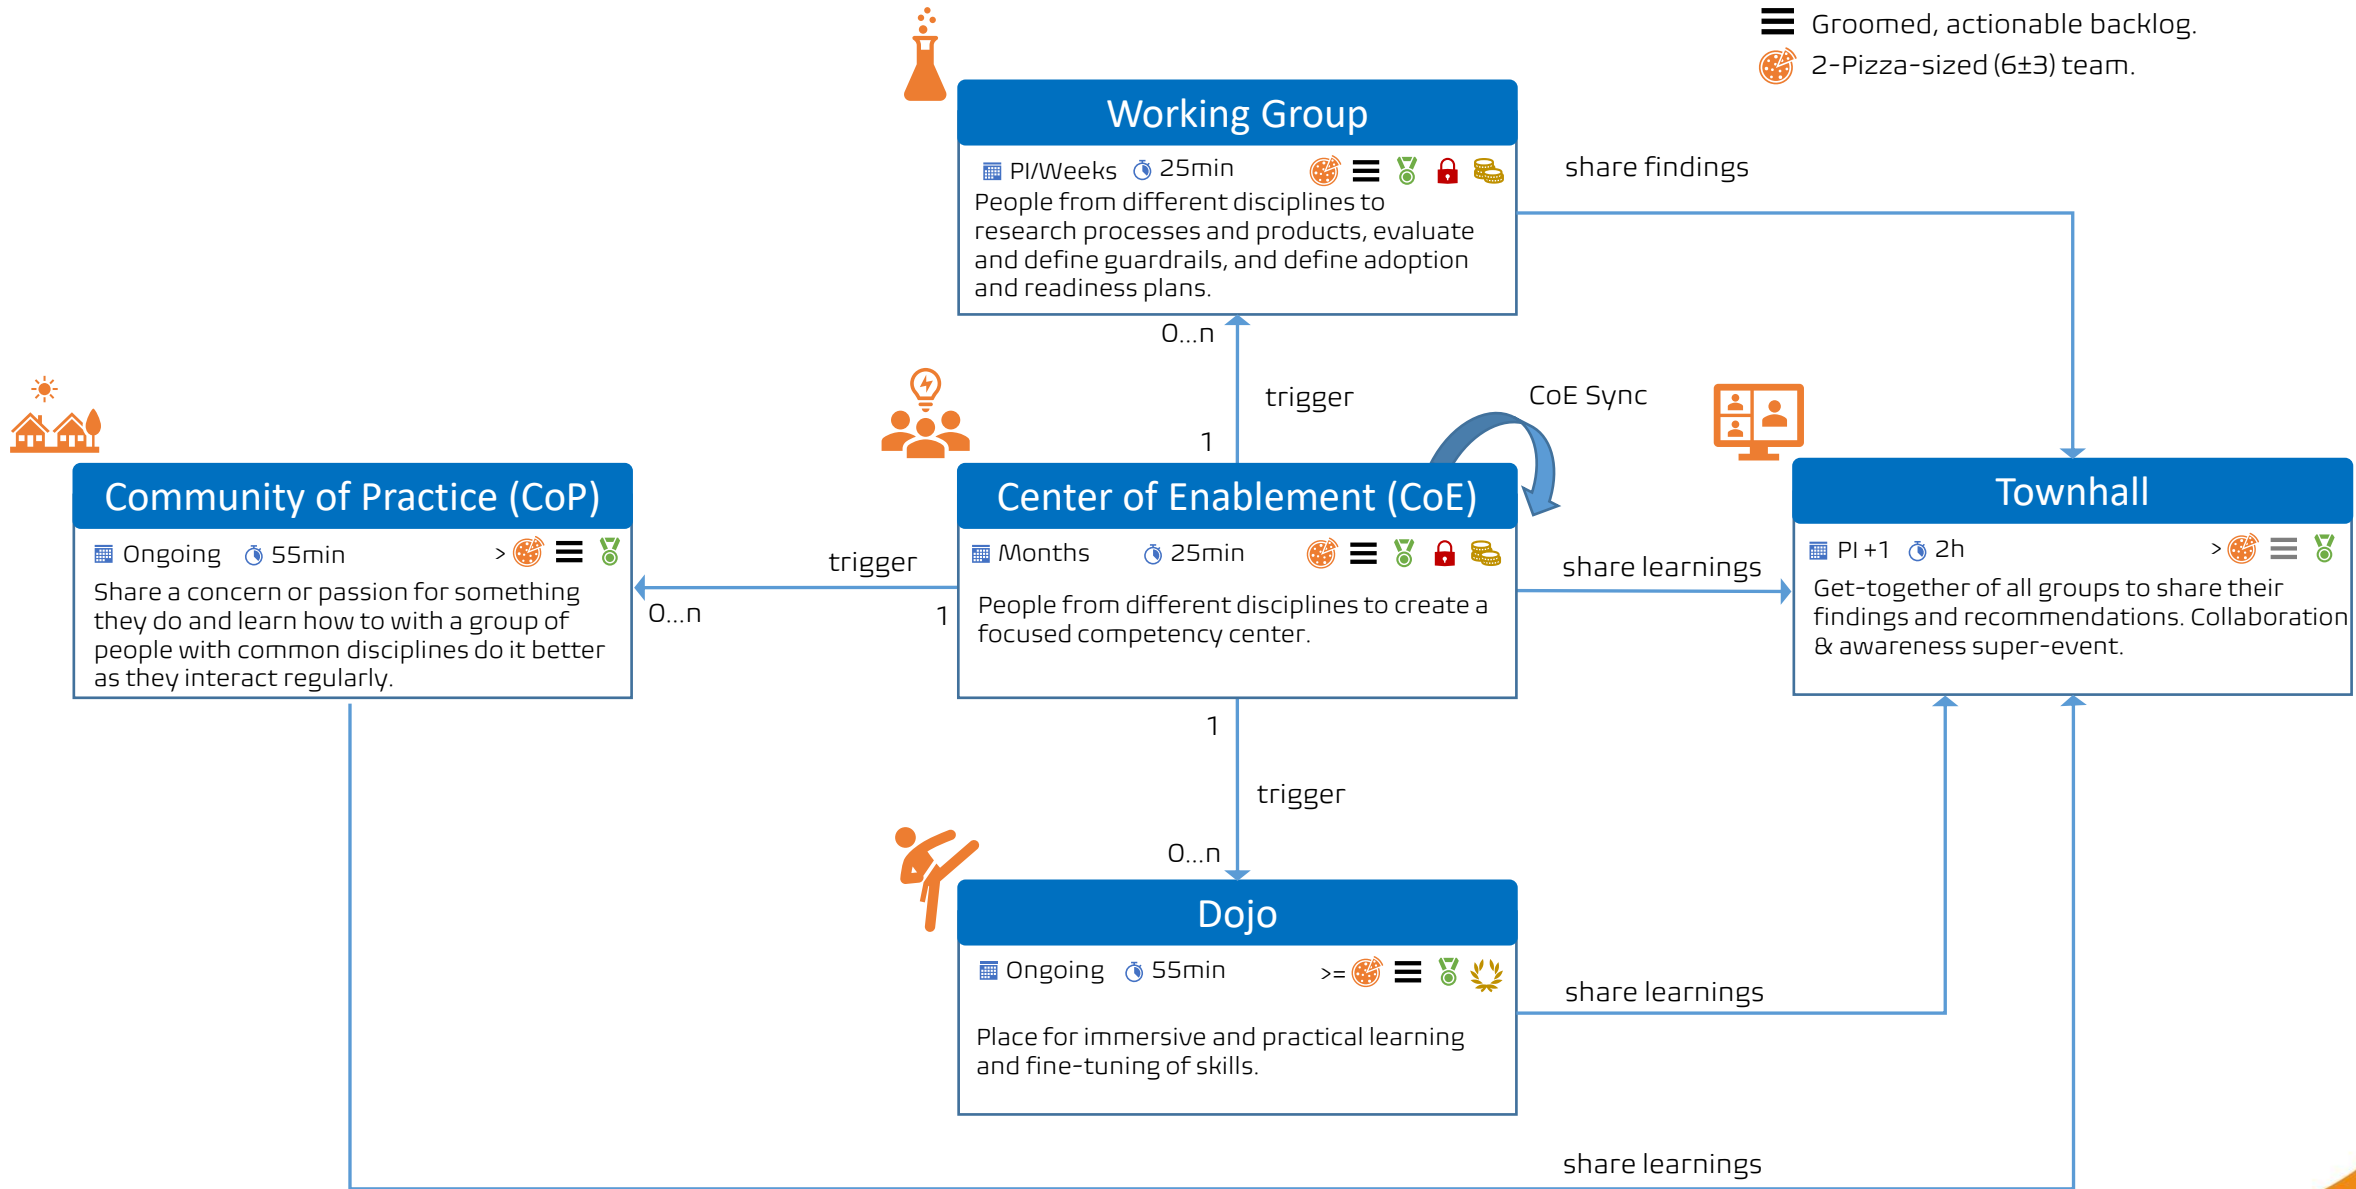 Groomed, actionable backlog.
2-Pizza-sized (6±3) team.
Working Group
PI/Weeks 25min
People from different disciplines to
research processes and products, evaluate
and define guardrails, and define adoption
and readiness plans.
share findings
0...n
trigger
1
CoE Sync
Community of Practice (CoP)
Ongoing 55min >
Share a concern or passion for something
they do and learn how to with a group of
people with common disciplines do it better
as they interact regularly.
trigger
0...n
1
Center of Enablement (CoE)
Months 25min
People from different disciplines to create a
focused competency center.
share learnings
Townhall
PI +1 2h >
Get-together of all groups to share their
findings and recommendations. Collaboration
& awareness super-event.
1
trigger
0...n
Dojo
Ongoing 55min >=
Place for immersive and practical learning
and fine-tuning of skills.
share learnings
share learnings